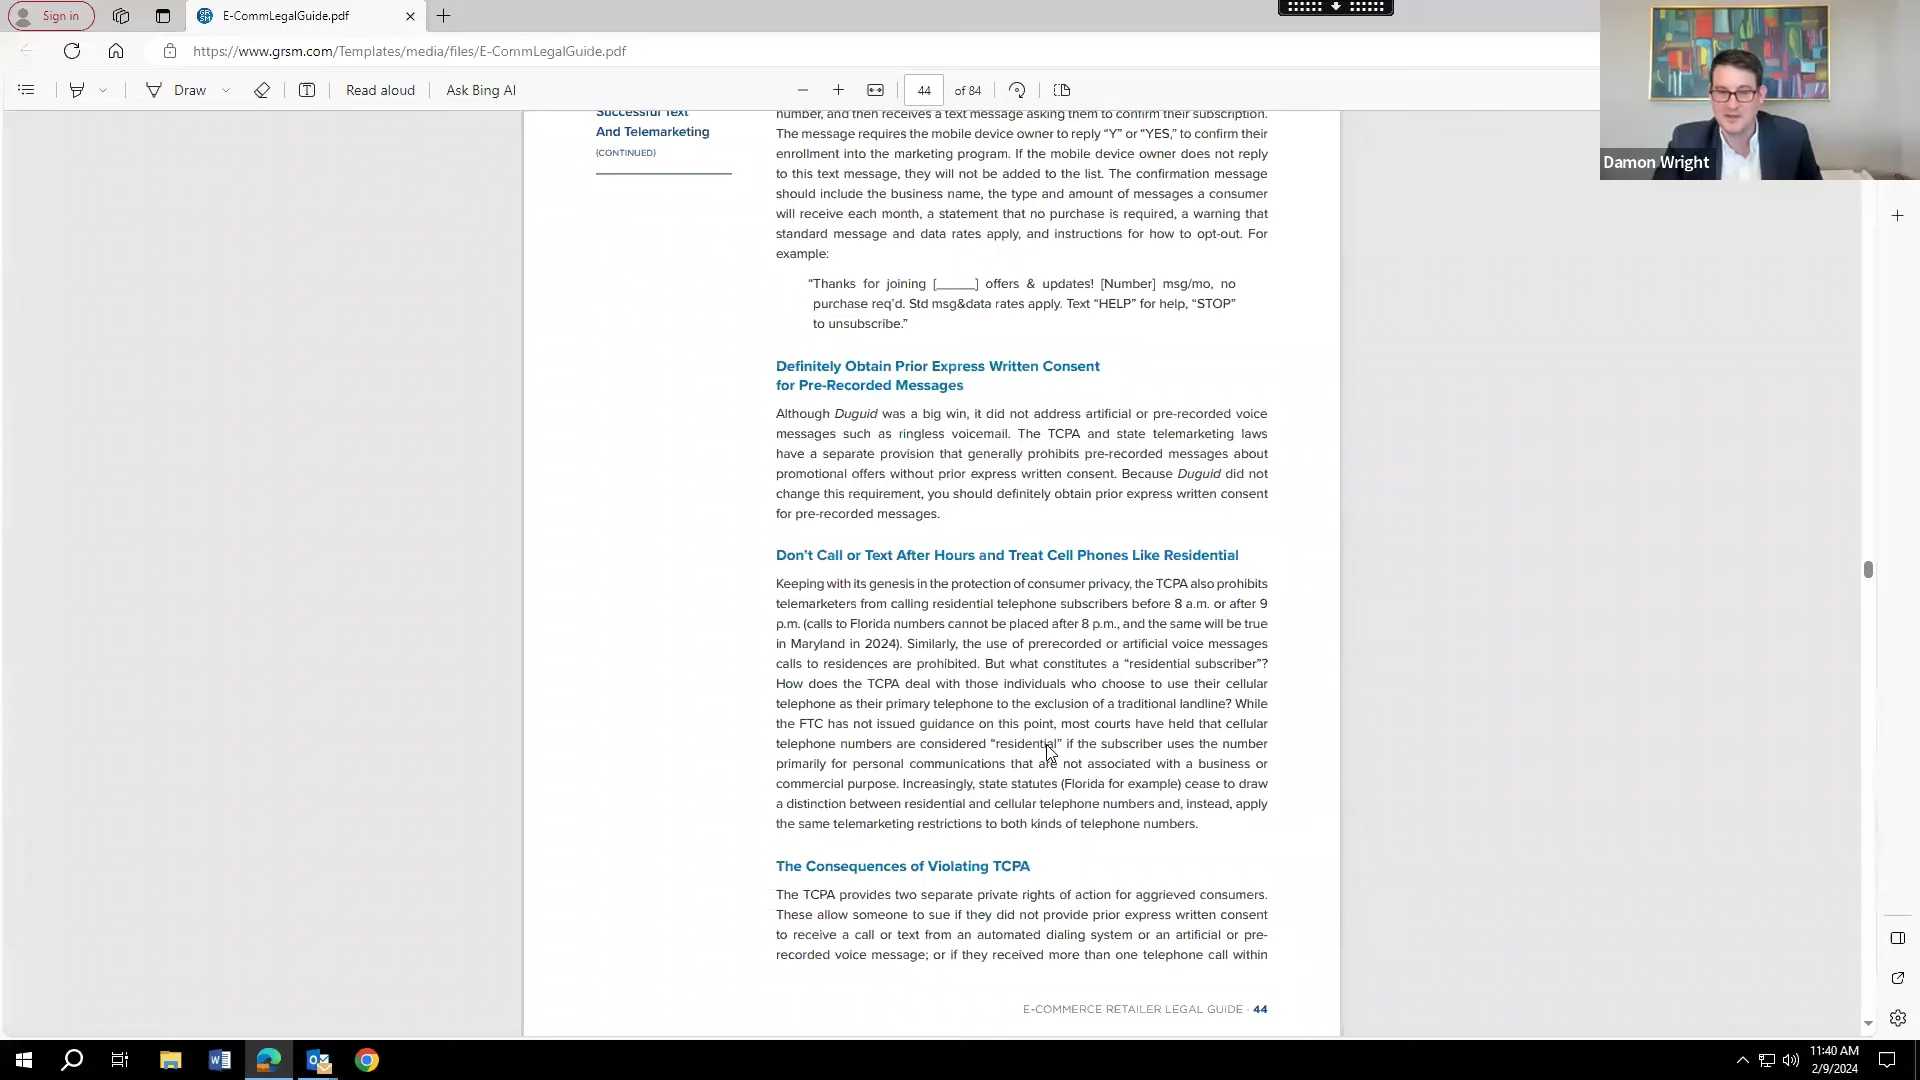 Sign in
E-CommLegalGuide.pdf
https://www.grsm.com/Templates/media/files/E-CommLegalGuide.pdf
Draw
Read aloud
Ask Bing AI
44
of 84
Damon Wright
Successful Text
And Telemarketing
(CONTINUED)
number, and then receives a text message asking them to confirm their subscription.
The message requires the mobile device owner to reply “Y” or “YES,” to confirm their
enrollment into the marketing program. If the mobile device owner does not reply
to this text message, they will not be added to the list. The confirmation message
should include the business name, the type and amount of messages a consumer
will receive each month, a statement that no purchase is required, a warning that
standard message and data rates apply, and instructions for how to opt-out. For
example:
“Thanks for joining [_____] offers & updates! [Number] msg/mo, no
purchase req’d. Std msg&data rates apply. Text “HELP” for help, “STOP”
to unsubscribe.”
Definitely Obtain Prior Express Written Consent
for Pre-Recorded Messages
Although Duguid was a big win, it did not address artificial or pre-recorded voice
messages such as ringless voicemail. The TCPA and state telemarketing laws
have a separate provision that generally prohibits pre-recorded messages about
promotional offers without prior express written consent. Because Duguid did not
change this requirement, you should definitely obtain prior express written consent
for pre-recorded messages.
Don’t Call or Text After Hours and Treat Cell Phones Like Residential
Keeping with its genesis in the protection of consumer privacy, the TCPA also prohibits
telemarketers from calling residential telephone subscribers before 8 a.m. or after 9
p.m. (calls to Florida numbers cannot be placed after 8 p.m., and the same will be true
in Maryland in 2024). Similarly, the use of prerecorded or artificial voice messages
calls to residences are prohibited. But what constitutes a “residential subscriber”?
How does the TCPA deal with those individuals who choose to use their cellular
telephone as their primary telephone to the exclusion of a traditional landline? While
the FTC has not issued guidance on this point, most courts have held that cellular
telephone numbers are considered “residential” if the subscriber uses the number
primarily for personal communications that are not associated with a business or
commercial purpose. Increasingly, state statutes (Florida for example) cease to draw
a distinction between residential and cellular telephone numbers and, instead, apply
the same telemarketing restrictions to both kinds of telephone numbers.
The Consequences of Violating TCPA
The TCPA provides two separate private rights of action for aggrieved consumers.
These allow someone to sue if they did not provide prior express written consent
to receive a call or text from an automated dialing system or an artificial or pre-
recorded voice message; or if they received more than one telephone call within
E-COMMERCE RETAILER LEGAL GUIDE · 44
11:40 AM
2/9/2024